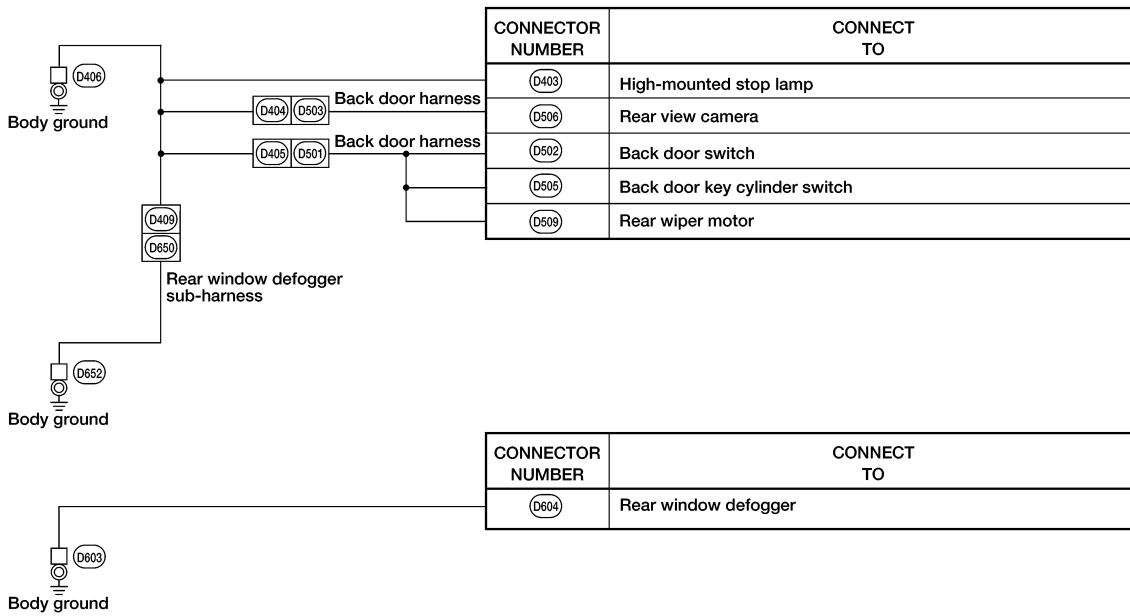 CONNECTOR NUMBER
CONNECT TO
D406
Body ground
D403
High-mounted stop lamp
D404 D503
Back door harness
D506
Rear view camera
D405 D501
Back door harness
D502
Back door switch
D505
Back door key cylinder switch
D509
Rear wiper motor
D409
D650
Rear window defogger
sub-harness
D652
Body ground
CONNECTOR NUMBER
CONNECT TO
D604
Rear window defogger
D603
Body ground